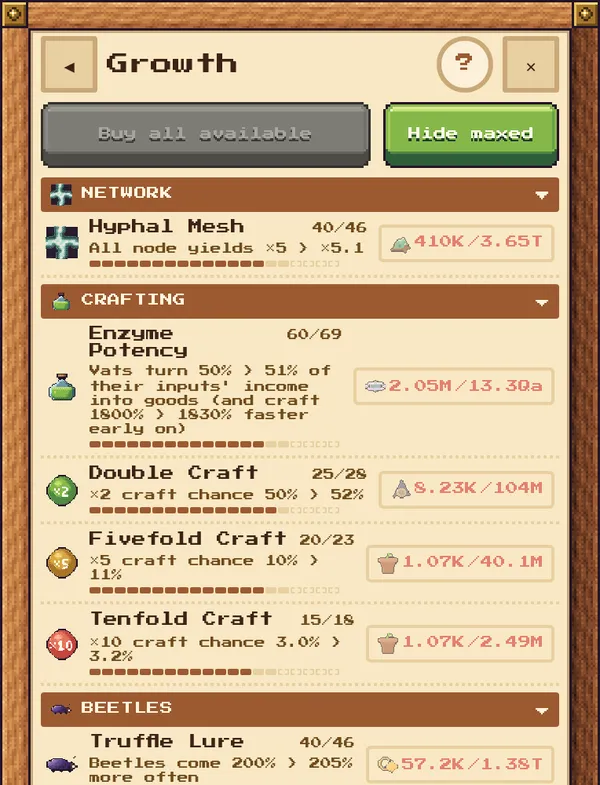 ◂ Growth ? ×
Buy all available Hide maxed
NETWORK
Hyphal Mesh 40/46
All node yields ×5 > ×5.1
410K/3.65T
CRAFTING
Enzyme 60/69
Potency
Vats turn 50% > 51% of
their inputs' income
into goods (and craft
1800% > 1830% faster
early on)
2.05M/13.3Qa
Double Craft 25/28
×2
×2 craft chance 50% > 52%
8.23K/104M
Fivefold Craft 20/23
×5
×5 craft chance 10% >
11%
1.07K/40.1M
Tenfold Craft 15/18
×10
×10 craft chance 3.0% >
3.2%
1.07K/2.49M
BEETLES
Truffle Lure 40/46
Beetles come 200% > 205%
more often
57.2K/1.38T